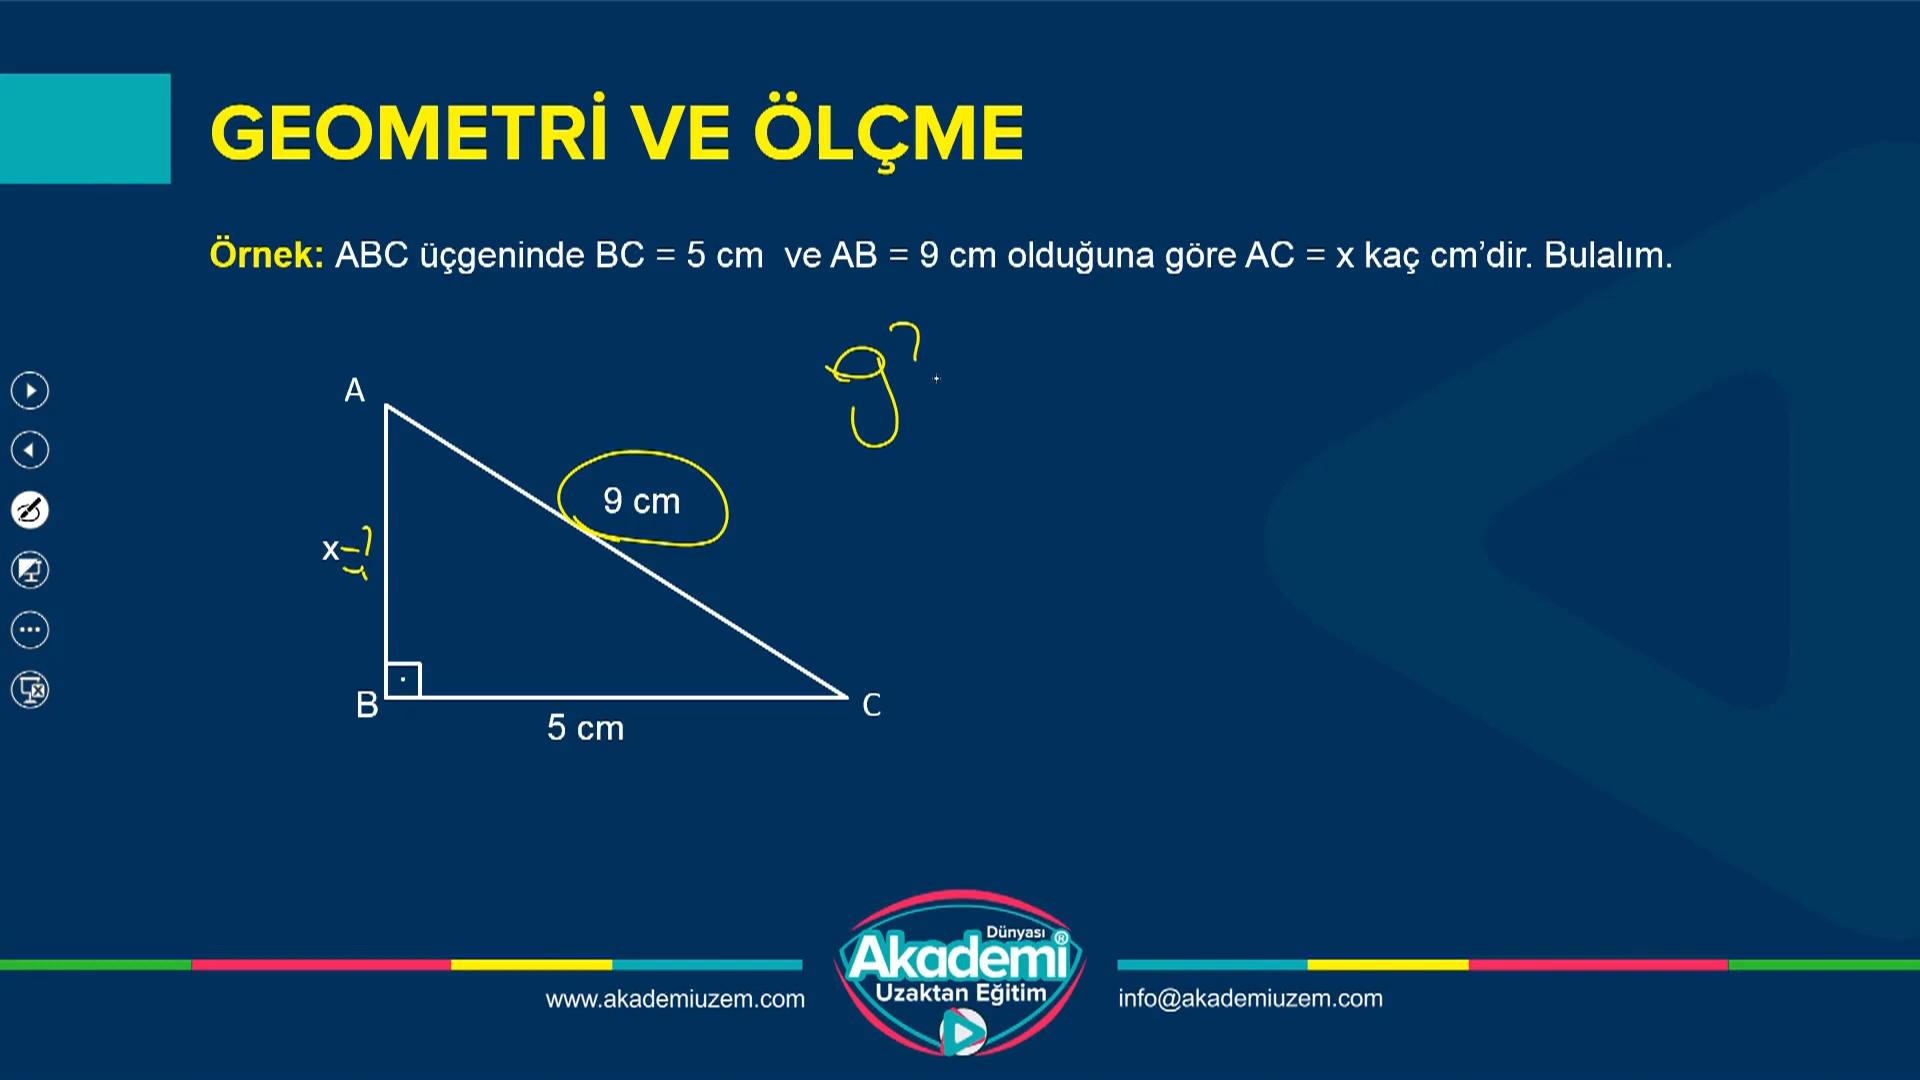 GEOMETRİ VE ÖLÇME
Örnek: ABC üçgeninde BC = 5 cm ve AB = 9 cm olduğuna göre AC = x kaç cm’dir. Bulalım.
9²
A
9 cm
x
B
C
5 cm
Dünyası
Akademi®
Uzaktan Eğitim
www.akademiuzem.com
info@akademiuzem.com